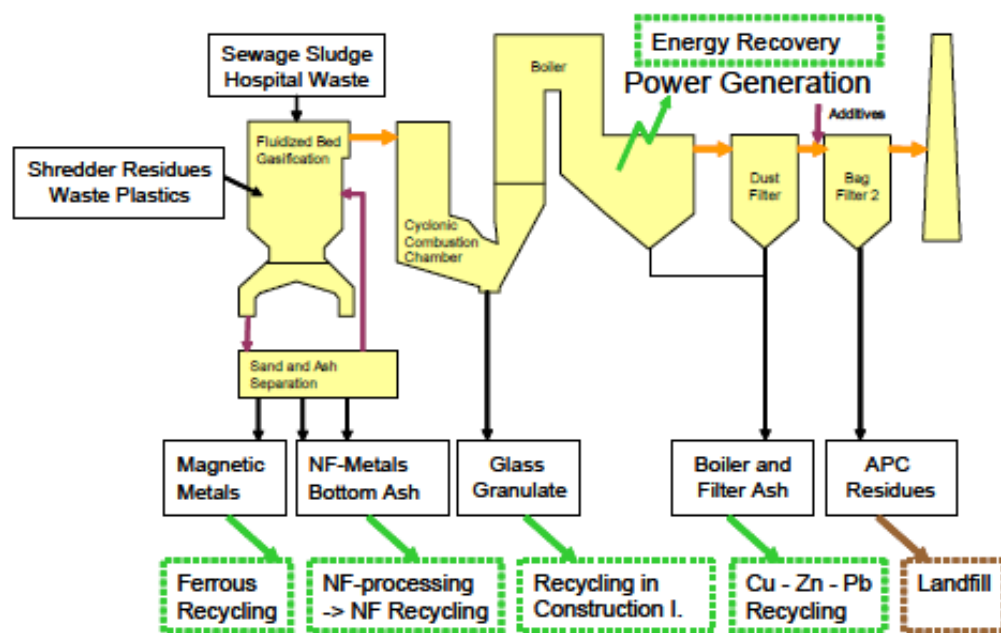 Sewage Sludge
Hospital Waste
Boiler
Energy Recovery
Power Generation
Additives
Fluidized Bed
Gasification
Shredder Residues
Waste Plastics
Dust
Filter
Bag
Filter 2
Cyclonic
Combustion
Chamber
Sand and Ash
Separation
Magnetic
Metals
NF-Metals
Bottom Ash
Glass
Granulate
Boiler and
Filter Ash
APC
Residues
Ferrous
Recycling
NF-processing
-> NF Recycling
Recycling in
Construction I.
Cu - Zn - Pb
Recycling
Landfill